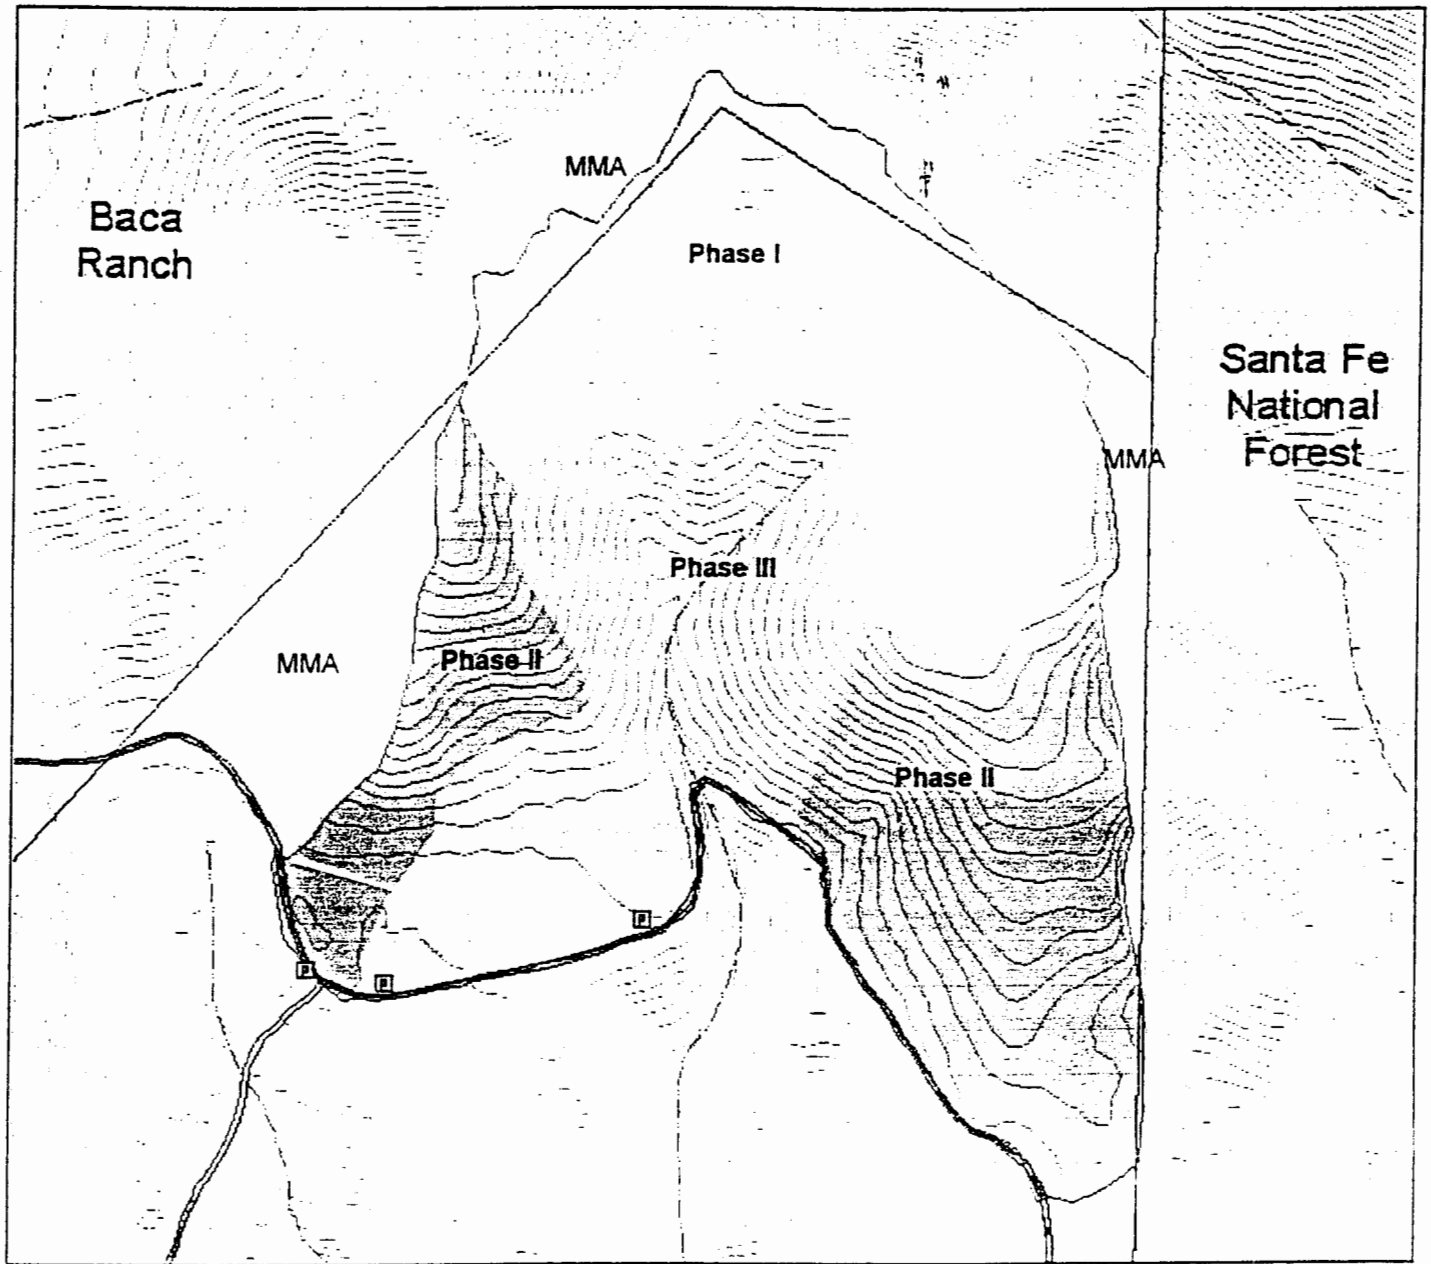 MMA
Baca
Ranch
Phase I
Santa Fe
National
Forest
MMA
Phase III
MMA
Phase II
Phase II
P
P
P